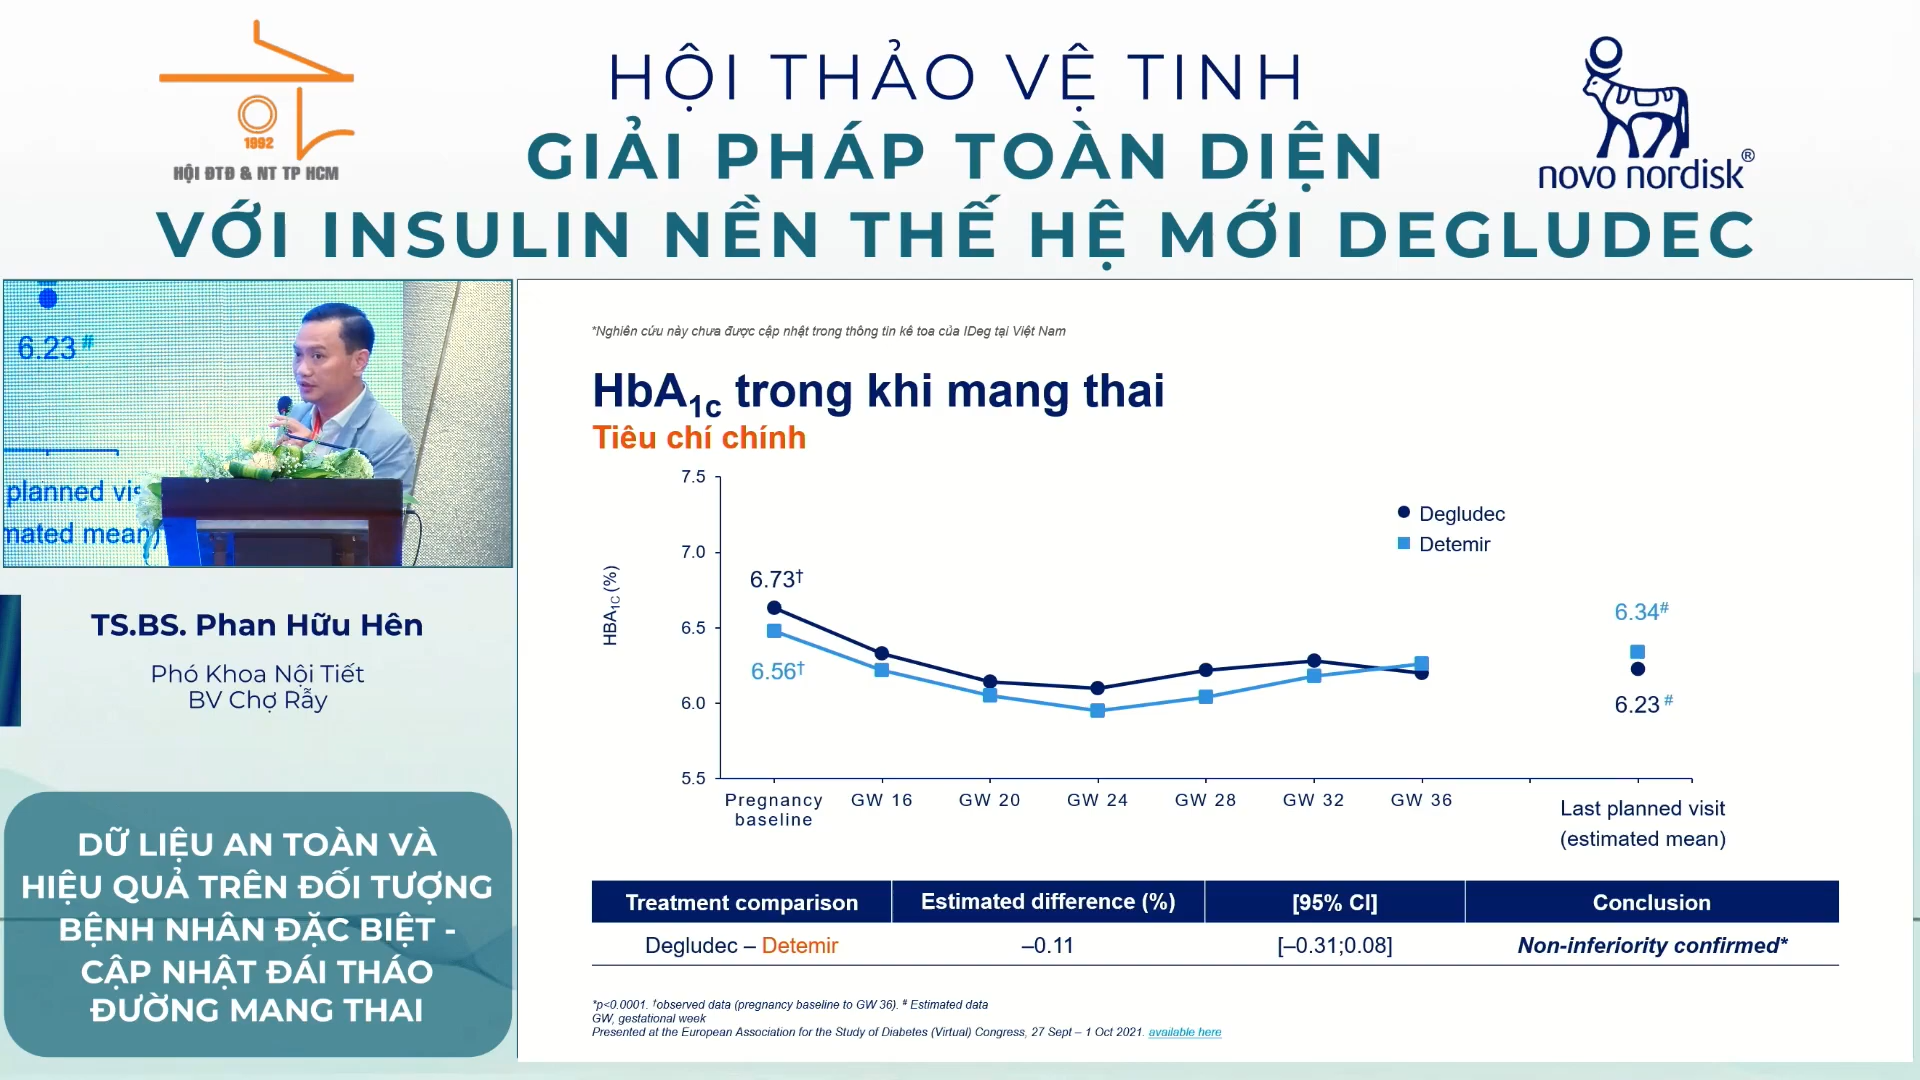 HỘI THẢO VỆ TINH
GIẢI PHÁP TOÀN DIỆN
VỚI INSULIN NỀN THẾ HỆ MỚI DEGLUDEC
1992
HỘI ĐTĐ & NT TP HCM
novo nordisk®
6.23 #
planned vis
mated mean)
TS.BS. Phan Hữu Hên
Phó Khoa Nội Tiết
BV Chợ Rẫy
DỮ LIỆU AN TOÀN VÀ
HIỆU QUẢ TRÊN ĐỐI TƯỢNG
BỆNH NHÂN ĐẶC BIỆT -
CẬP NHẬT ĐÁI THÁO
ĐƯỜNG MANG THAI
*Nghiên cứu này chưa được cập nhật trong thông tin kê toa của IDeg tại Việt Nam
HbA1c trong khi mang thai
Tiêu chí chính
HBA1C (%)
7.5
7.0
6.5
6.0
5.5
6.73†
6.56†
Degludec
Detemir
6.34#
6.23 #
Pregnancy baseline GW 16 GW 20 GW 24 GW 28 GW 32 GW 36
Last planned visit
(estimated mean)
Treatment comparison Estimated difference (%) [95% CI] Conclusion
Degludec – Detemir –0.11 [–0.31;0.08] Non-inferiority confirmed*
*p<0.0001. †observed data (pregnancy baseline to GW 36). # Estimated data
GW, gestational week
Presented at the European Association for the Study of Diabetes (Virtual) Congress, 27 Sept – 1 Oct 2021. available here